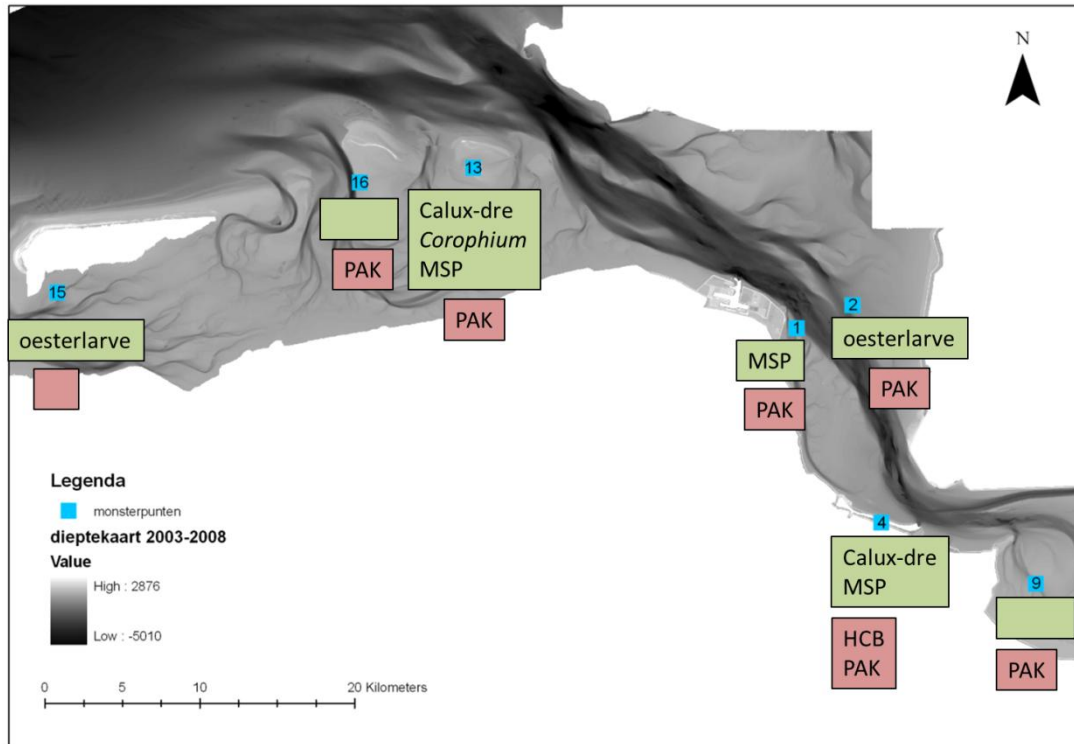 N
16
13
PAK
Calux-dre
Corophium
MSP
PAK
15
oesterlarve
1
MSP
PAK
2
oesterlarve
PAK
4
Calux-dre
MSP
HCB
PAK
9
PAK
Legenda
monsterpunten
dieptekaart 2003-2008
Value
High : 2876
Low : -5010
0 5 10 20 Kilometers